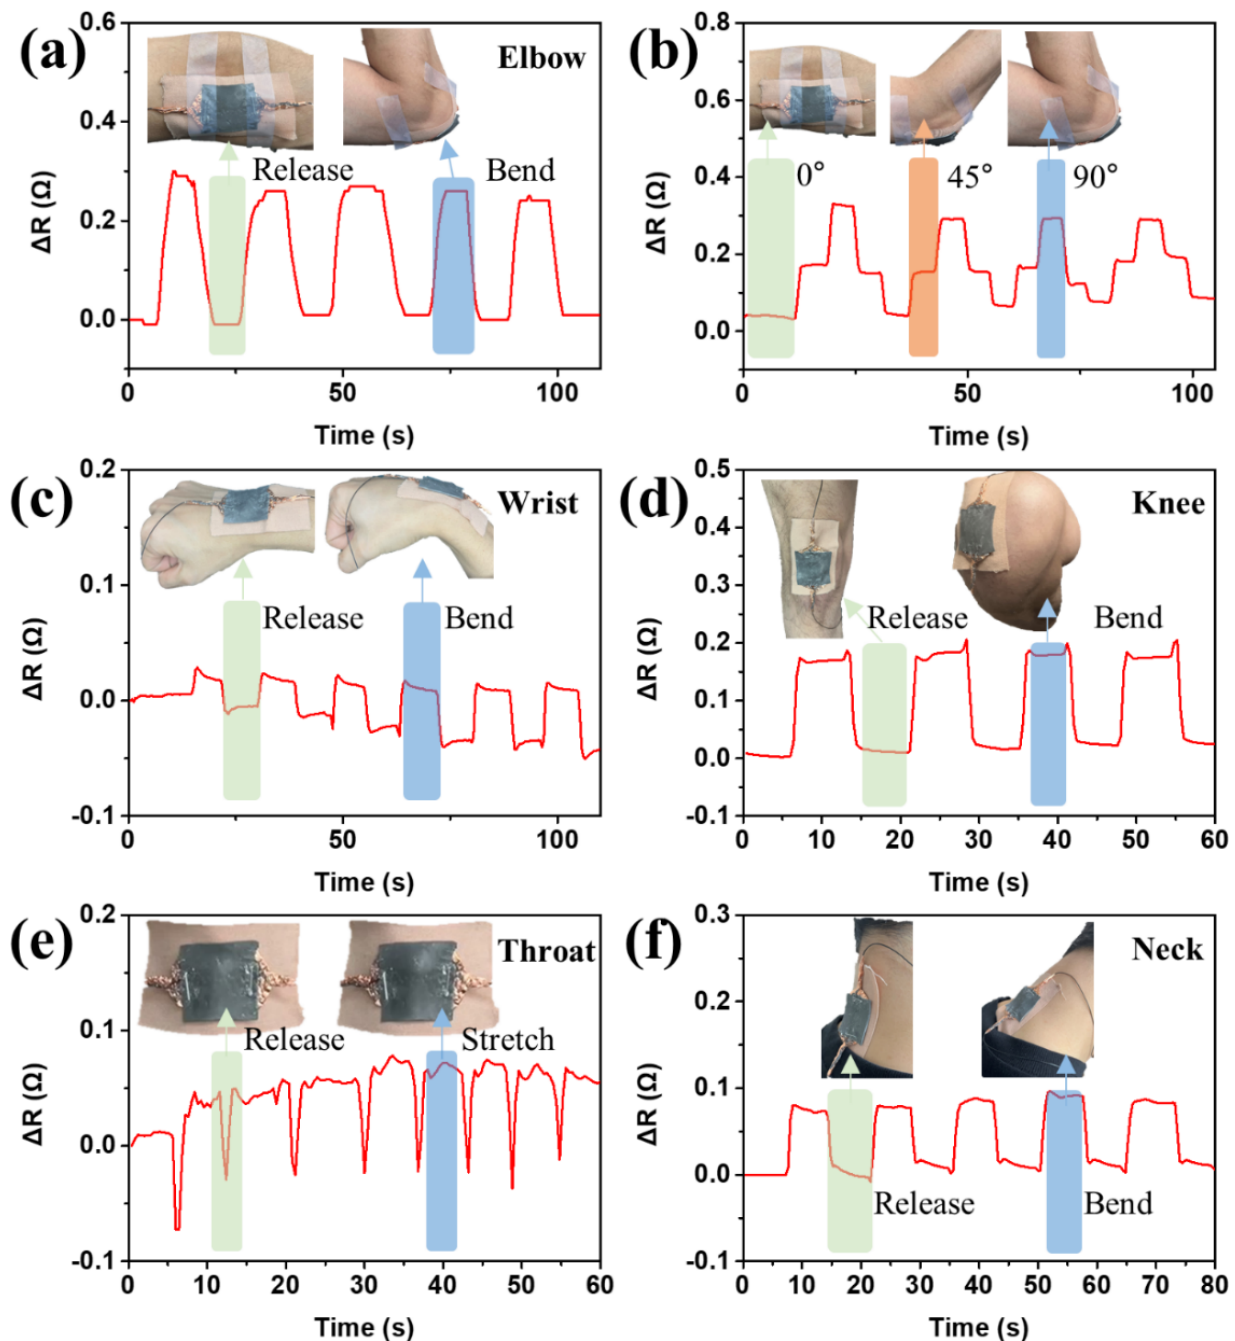 (a)
Elbow
Release
Bend
0.6
0.4
0.2
0.0
ΔR (Ω)
0
50
100
Time (s)
(b)
0°
45°
90°
0.8
0.6
0.4
0.2
0.0
ΔR (Ω)
0
50
100
Time (s)
(c)
Wrist
Release
Bend
0.2
0.1
0.0
-0.1
ΔR (Ω)
0
50
100
Time (s)
(d)
Knee
Release
Bend
0.5
0.4
0.3
0.2
0.1
0.0
-0.1
ΔR (Ω)
0 10 20 30 40 50 60
Time (s)
(e)
Throat
Release
Stretch
0.2
0.1
0.0
-0.1
ΔR (Ω)
0 10 20 30 40 50 60
Time (s)
(f)
Neck
Release
Bend
0.3
0.2
0.1
0.0
-0.1
ΔR (Ω)
0 10 20 30 40 50 60 70 80
Time (s)